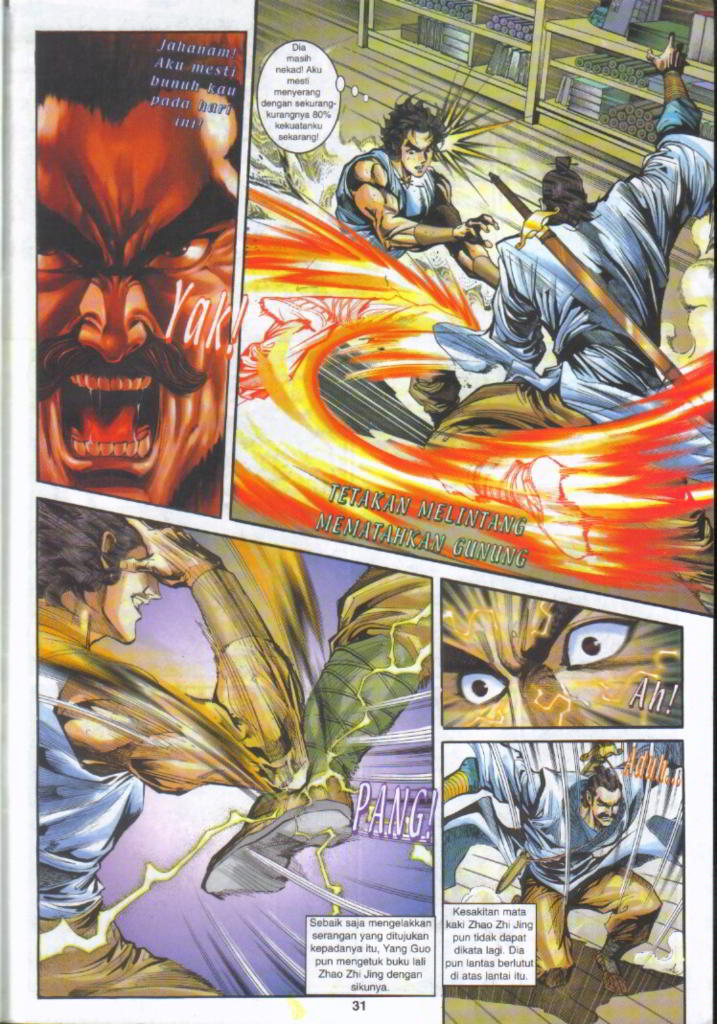 Jahanam!
Aku mesti
bunuh kau
pada hari
ini!
Yak!
Dia
masih
nekad! Aku
mesti
menyerang
dengan sekurang-
kurangnya 80%
kekuatanku
sekarang!
TETAKAN MELINTANG
MEMATAHKAN GUNUNG
PANG!
Sebaik saja mengelakkan
serangan yang ditujukan
kepadanya itu, Yang Guo
pun mengetuk buku lali
Zhao Zhi Jing dengan
sikunya.
Ah!
Aduh...
Kesakitan mata
kaki Zhao Zhi Jing
pun tidak dapat
dikata lagi. Dia
pun lantas berlutut
di atas lantai itu.
31